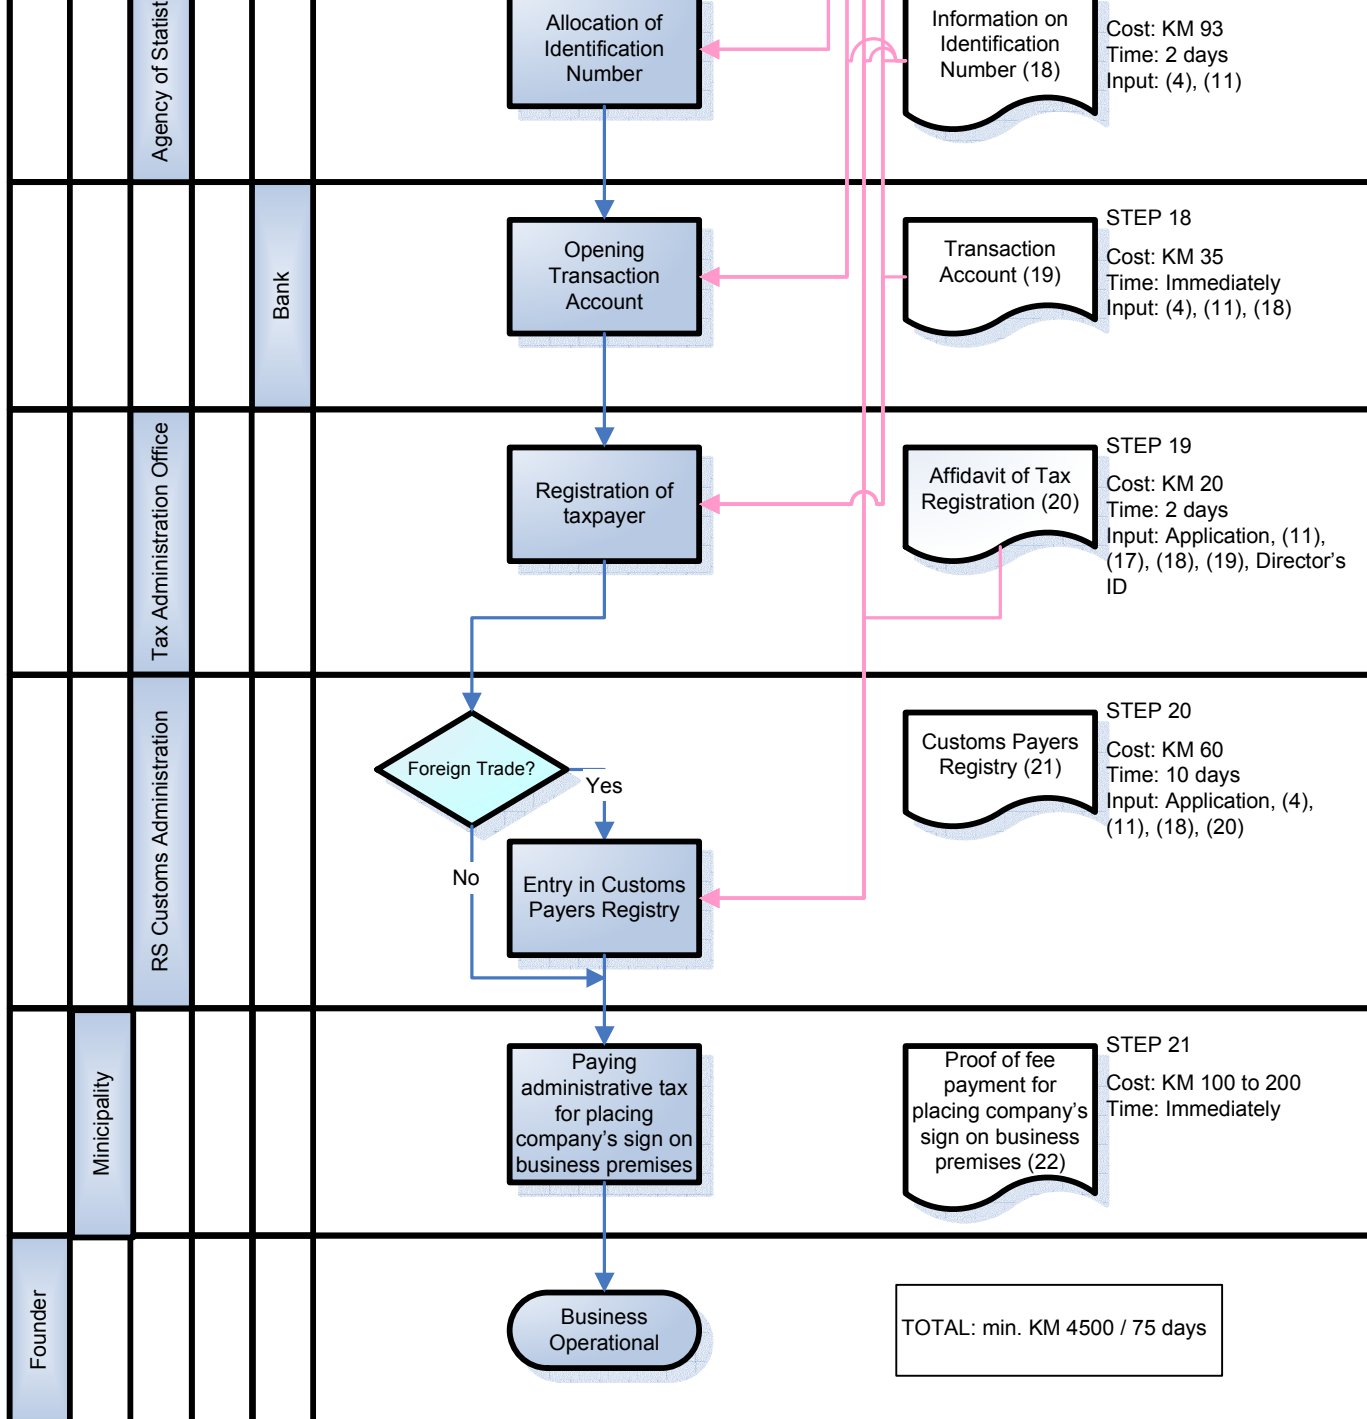 Agency of Statist
Allocation of
Identification
Number
Information on
Identification
Number (18)
Cost: KM 93
Time: 2 days
Input: (4), (11)
Bank
Opening
Transaction
Account
Transaction
Account (19)
STEP 18
Cost: KM 35
Time: Immediately
Input: (4), (11), (18)
Tax Administration Office
Registration of
taxpayer
Affidavit of Tax
Registration (20)
STEP 19
Cost: KM 20
Time: 2 days
Input: Application, (11),
(17), (18), (19), Director’s
ID
RS Customs Administration
Foreign Trade?
Yes
No
Entry in Customs
Payers Registry
Customs Payers
Registry (21)
STEP 20
Cost: KM 60
Time: 10 days
Input: Application, (4),
(11), (18), (20)
Minicipality
Paying
administrative tax
for placing
company’s sign on
business premises
Proof of fee
payment for
placing company’s
sign on business
premises (22)
STEP 21
Cost: KM 100 to 200
Time: Immediately
Founder
Business
Operational
TOTAL: min. KM 4500 / 75 days